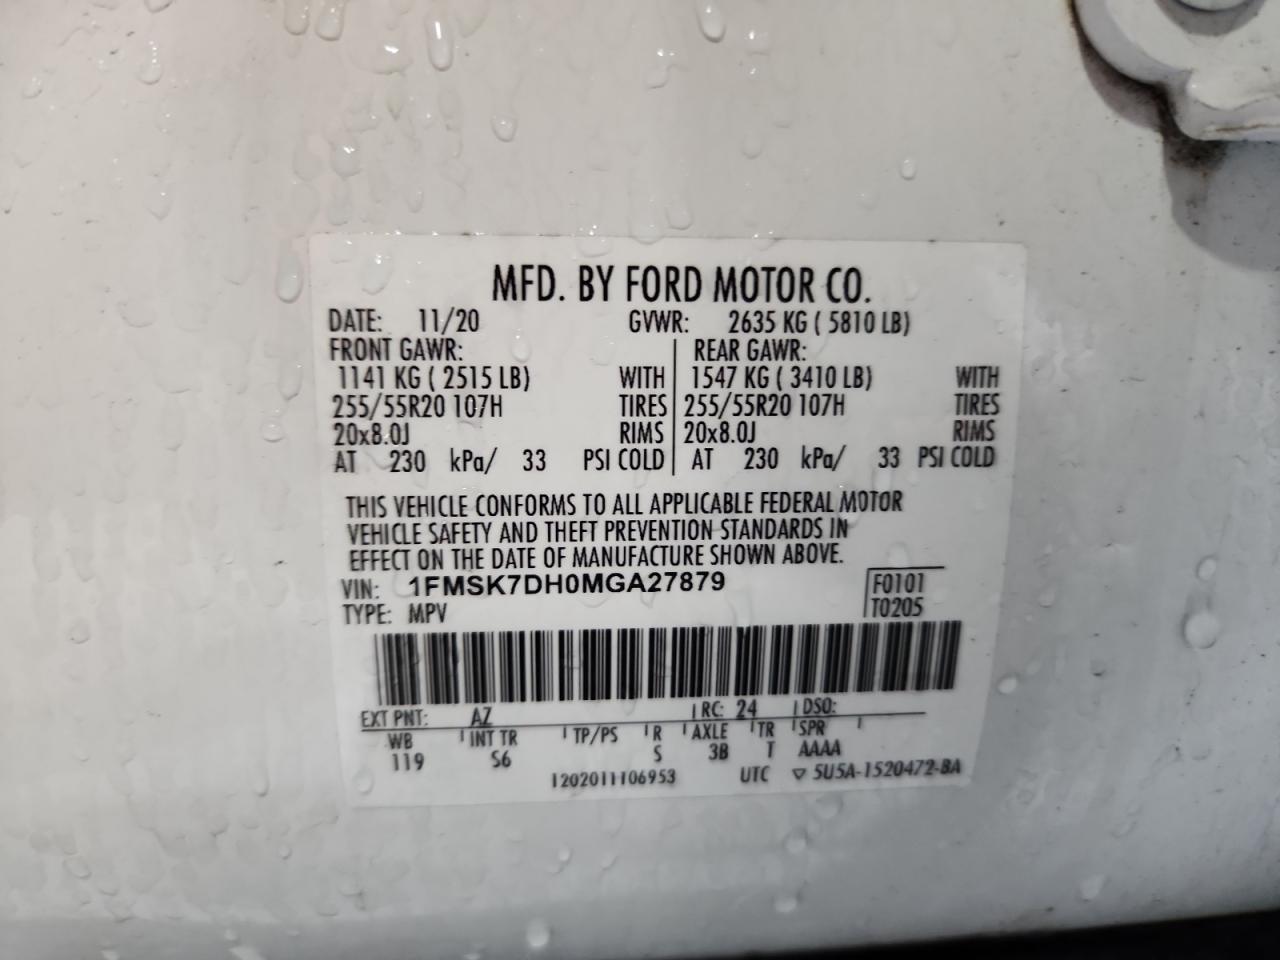 MFD. BY FORD MOTOR CO.
DATE: 11/20 GVWR: 2635 KG ( 5810 LB)
FRONT GAWR: REAR GAWR:
1141 KG ( 2515 LB) WITH 1547 KG ( 3410 LB) WITH
255/55R20 107H TIRES 255/55R20 107H TIRES
20x8.0J RIMS 20x8.0J RIMS
AT 230 kPa/ 33 PSI COLD AT 230 kPa/ 33 PSI COLD
THIS VEHICLE CONFORMS TO ALL APPLICABLE FEDERAL MOTOR
VEHICLE SAFETY AND THEFT PREVENTION STANDARDS IN
EFFECT ON THE DATE OF MANUFACTURE SHOWN ABOVE.
VIN: 1FMSK7DH0MGA27879 F0101
TYPE: MPV T0205
EXT PNT: AZ RC: 24 DSO:
WB INT TR TP/PS R AXLE TR SPR
119 S6 S 3B T AAAA
1202011106953 UTC ▽ 5U5A-1520472-BA